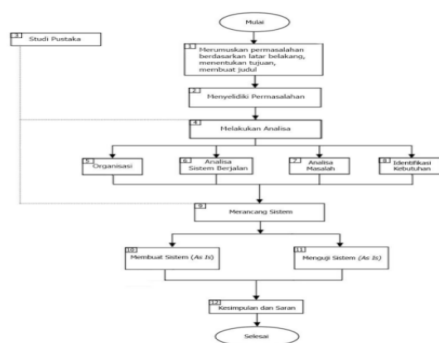 Mulai
3
Studi Pustaka
1
Merumuskan permasalahan
berdasarkan latar belakang,
menentukan tujuan,
membuat judul
2
Menyelidiki Permasalahan
4
Melakukan Analisa
5
Organisasi
6
Analisa
Sistem Berjalan
7
Analisa
Masalah
8
Identifikasi
Kebutuhan
9
Merancang Sistem
10
Membuat Sistem (As Is)
11
Menguji Sistem (As Is)
12
Kesimpulan dan Saran
Selesai